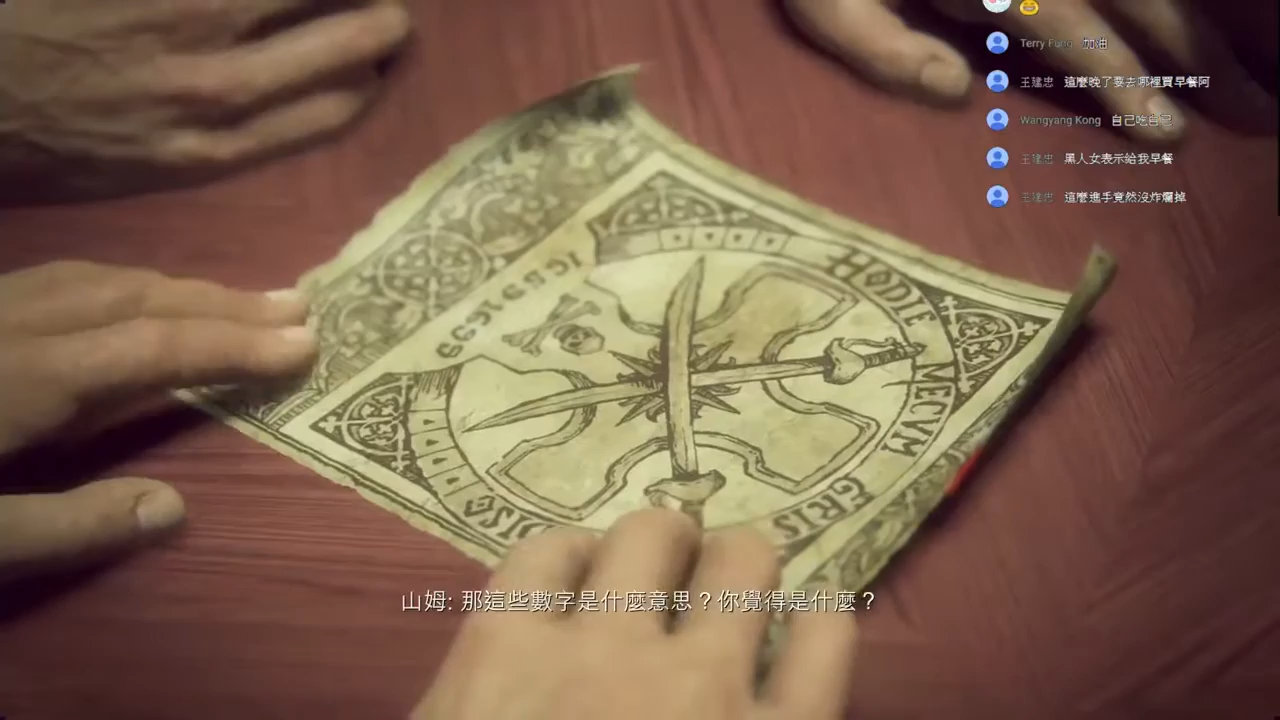 Terry Fung 加油
王建忠 這麼晚了要去哪裡買早餐阿
Wangyang Kong 自己吃自己
王建忠 黑人女表示給我早餐
王建忠 這麼進手竟然沒炸爛掉
HODIE MECVM ERIS
山姆: 那這些數字是什麼意思？你覺得是什麼？